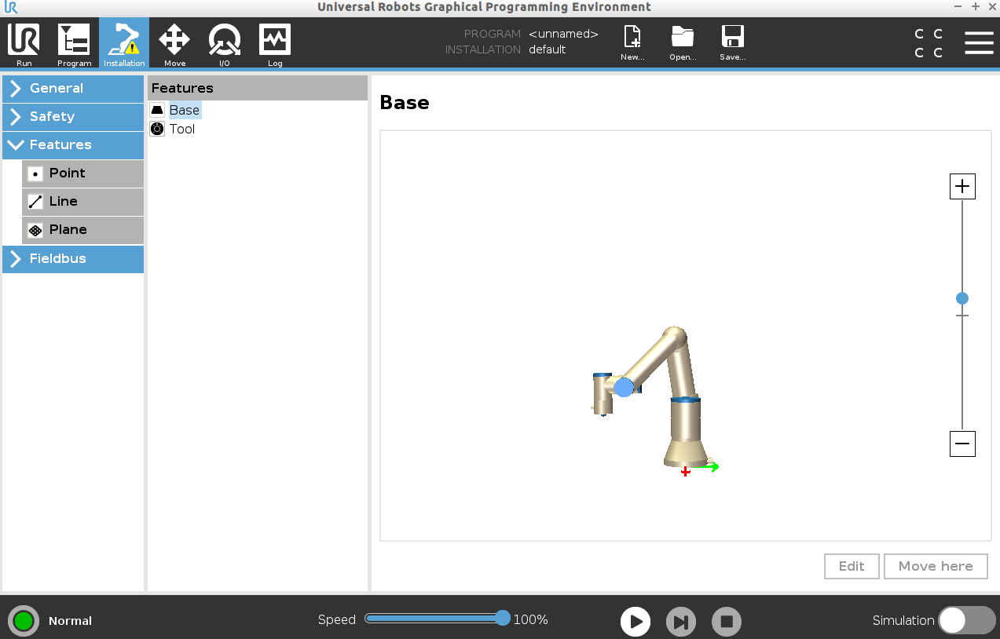 Universal Robots Graphical Programming Environment
UR
Run
Program
Installation
Move
I/O
Log
PROGRAM <unnamed>
INSTALLATION default
New...
Open...
Save...
C C
C C
General
Safety
Features
Point
Line
Plane
Fieldbus
Features
Base
Tool
Base
Edit
Move here
Normal
Speed
100%
Simulation